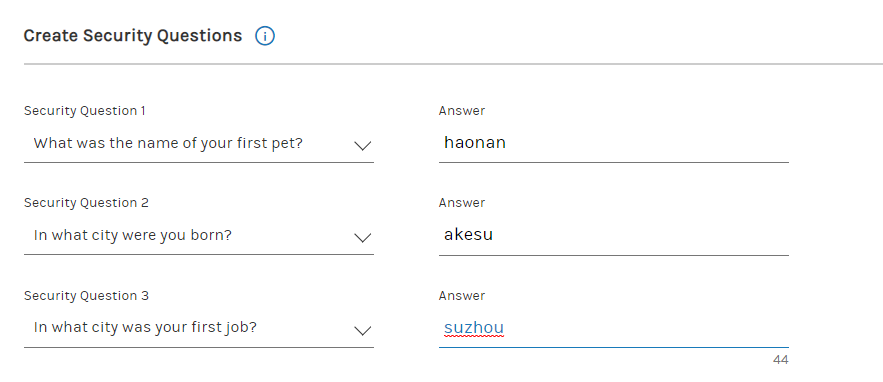 Create Security Questions
Security Question 1
Answer
What was the name of your first pet?
haonan
Security Question 2
Answer
In what city were you born?
akesu
Security Question 3
Answer
In what city was your first job?
suzhou
44